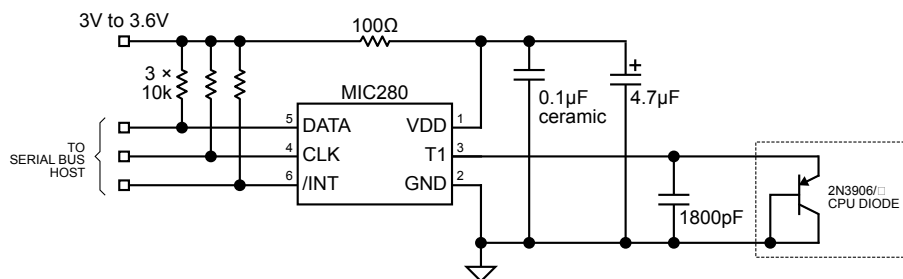 3V to 3.6V
100Ω
3 ×
10k
MIC280
0.1µF
ceramic
4.7µF
5
DATA
VDD
1
TO
SERIAL BUS
HOST
4
CLK
T1
3
6
/INT
GND
2
1800pF
2N3906/□
CPU DIODE